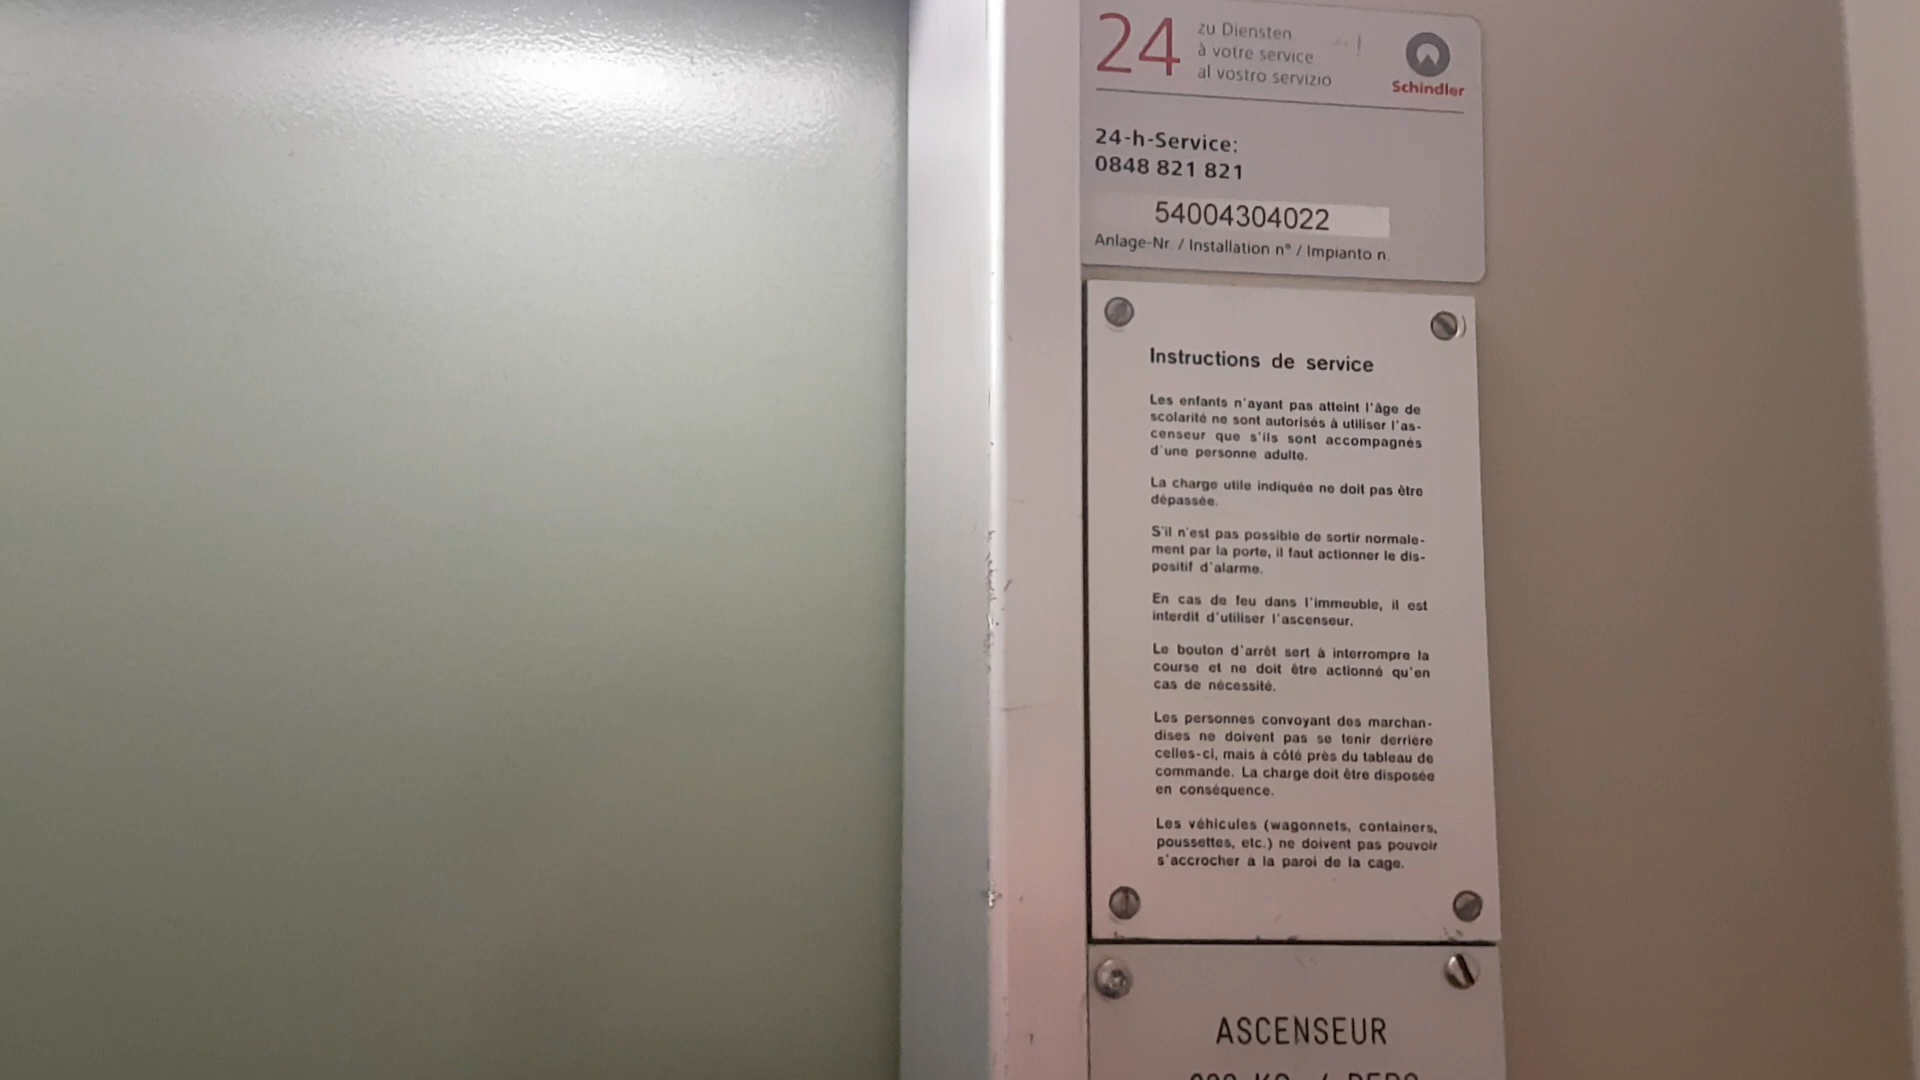 24
zu Diensten
à votre service
al vostro servizio
Schindler
24-h-Service:
0848 821 821
54004304022
Anlage-Nr. / Installation n° / Impianto n.
Instructions de service
Les enfants n'ayant pas atteint l'âge de
scolarité ne sont autorisés à utiliser l'as-
censeur que s'ils sont accompagnés
d'une personne adulte.
La charge utile indiquée ne doit pas être
dépassée.
S'il n'est pas possible de sortir normale-
ment par la porte, il faut actionner le dis-
positif d'alarme.
En cas de feu dans l'immeuble, il est
interdit d'utiliser l'ascenseur.
Le bouton d'arrêt sert à interrompre la
course et ne doit être actionné qu'en
cas de nécessité.
Les personnes convoyant des marchan-
dises ne doivent pas se tenir derrière
celles-ci, mais à côté près du tableau de
commande. La charge doit être disposée
en conséquence.
Les véhicules (wagonnets, containers,
poussettes, etc.) ne doivent pas pouvoir
s'accrocher à la paroi de la cage.
ASCENSEUR